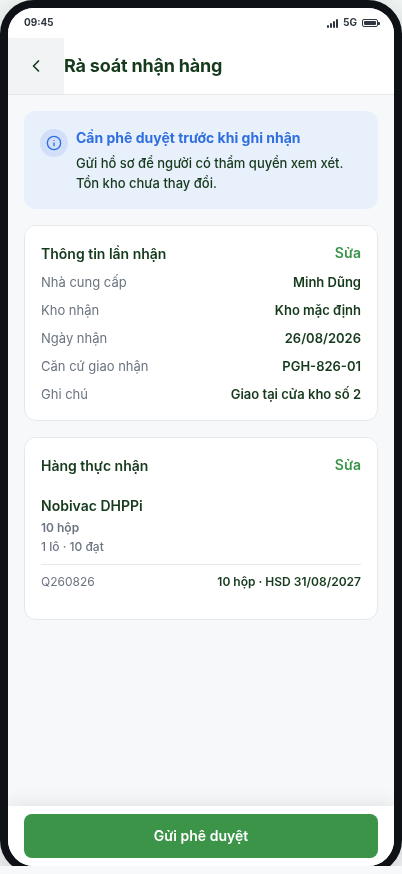 09:45
5G
Rà soát nhận hàng
Cần phê duyệt trước khi ghi nhận
Gửi hồ sơ để người có thẩm quyền xem xét.
Tồn kho chưa thay đổi.
Thông tin lần nhận
Sửa
Nhà cung cấp
Minh Dũng
Kho nhận
Kho mặc định
Ngày nhận
26/08/2026
Căn cứ giao nhận
PGH-826-01
Ghi chú
Giao tại cửa kho số 2
Hàng thực nhận
Sửa
Nobivac DHPPi
10 hộp
1 lô · 10 đạt
Q260826
10 hộp · HSD 31/08/2027
Gửi phê duyệt